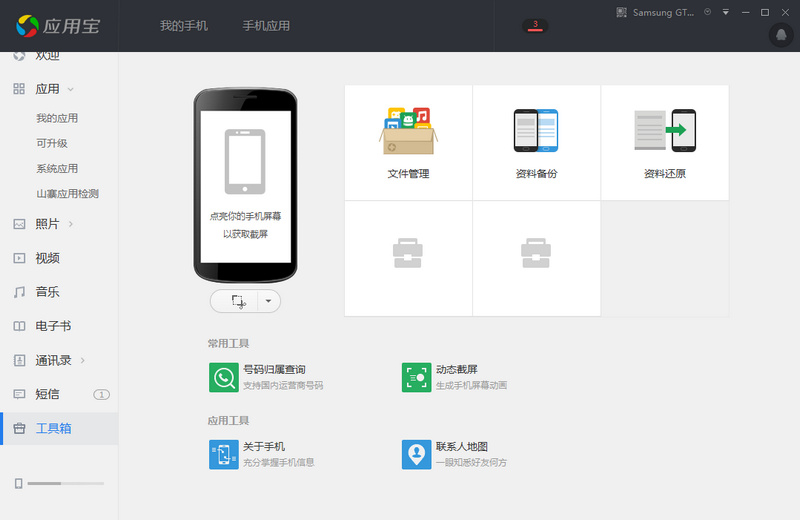 应用宝
我的手机
手机应用
3
Samsung GT...
欢迎
应用
我的应用
可升级
系统应用
山寨应用检测
照片
视频
音乐
电子书
通讯录
短信
1
工具箱
点亮你的手机屏幕
以获取截屏
文件管理
资料备份
资料还原
常用工具
号码归属查询
支持国内运营商号码
动态截屏
生成手机屏幕动画
应用工具
关于手机
充分掌握手机信息
联系人地图
一眼知悉好友何方